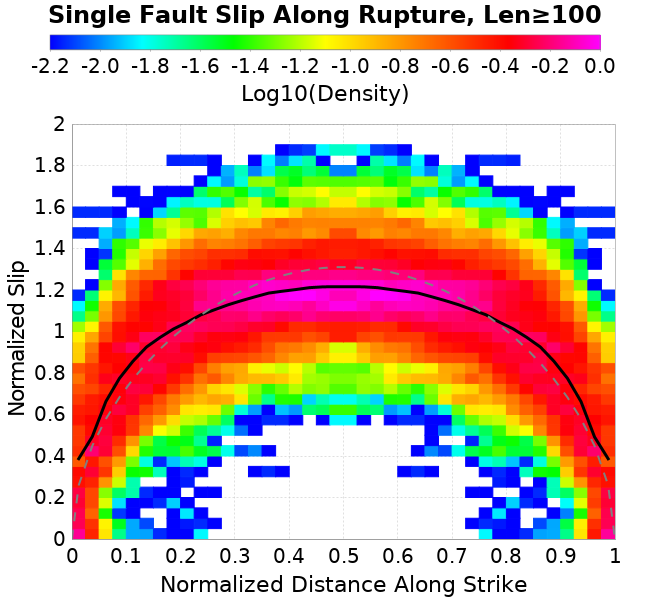 Single Fault Slip Along Rupture, Len≥100
-2.2 -2.0 -1.8 -1.6 -1.4 -1.2 -1.0 -0.8 -0.6 -0.4 -0.2 0.0
Log10(Density)
2
1.8
1.6
1.4
1.2
1
0.8
0.6
0.4
0.2
0
Normalized Slip
0 0.1 0.2 0.3 0.4 0.5 0.6 0.7 0.8 0.9 1
Normalized Distance Along Strike